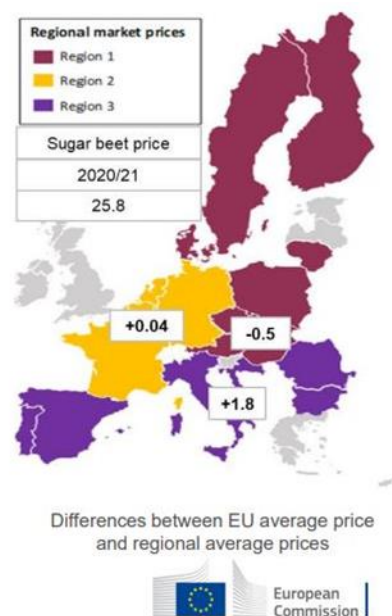 Regional market prices
Region 1
Region 2
Region 3
Sugar beet price
2020/21
25.8
+0.04
-0.5
+1.8
Differences between EU average price
and regional average prices
European
Commission